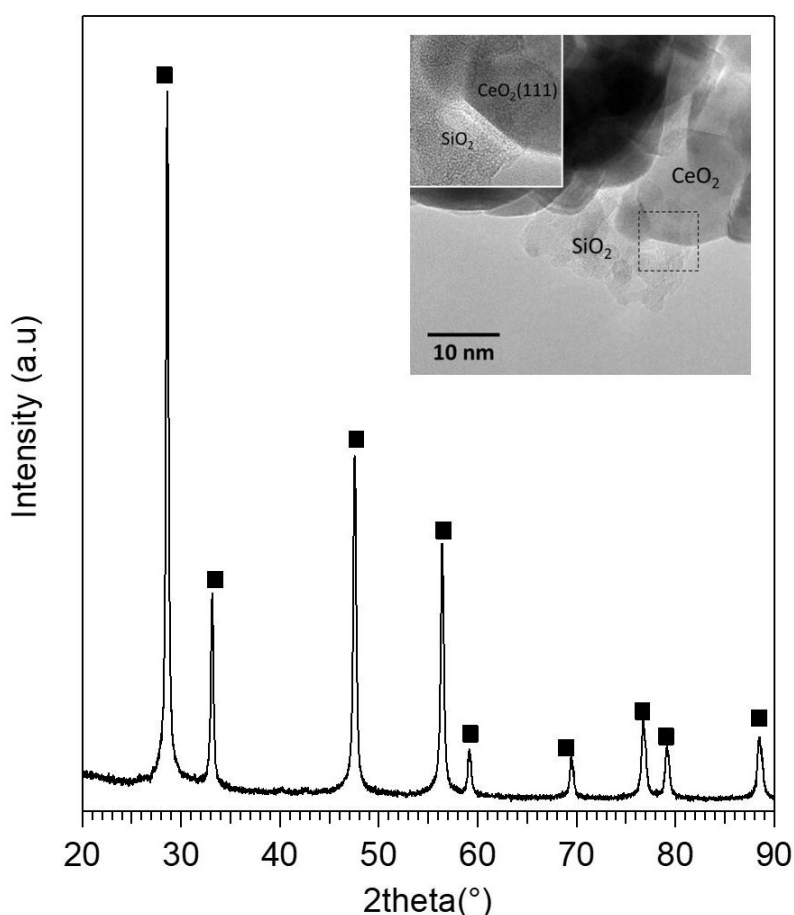 Intensity (a.u)
CeO₂(111)
SiO₂
CeO₂
SiO₂
10 nm
20 30 40 50 60 70 80 90
2theta(°)